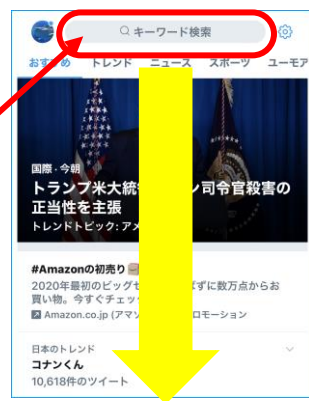 キーワード検索
おすすめ トレンド ニュース スポーツ ユーモア
国際・今朝
トランプ米大統 ン司令官殺害の
正当性を主張
トレンドトピック: アメ
#Amazonの初売り
2020年最初のビッグセ ばずに数万点からお
買い物。今すぐチェッ
Amazon.co.jp (アマゾ ロモーション
日本のトレンド
コナンくん
10,618件のツイート